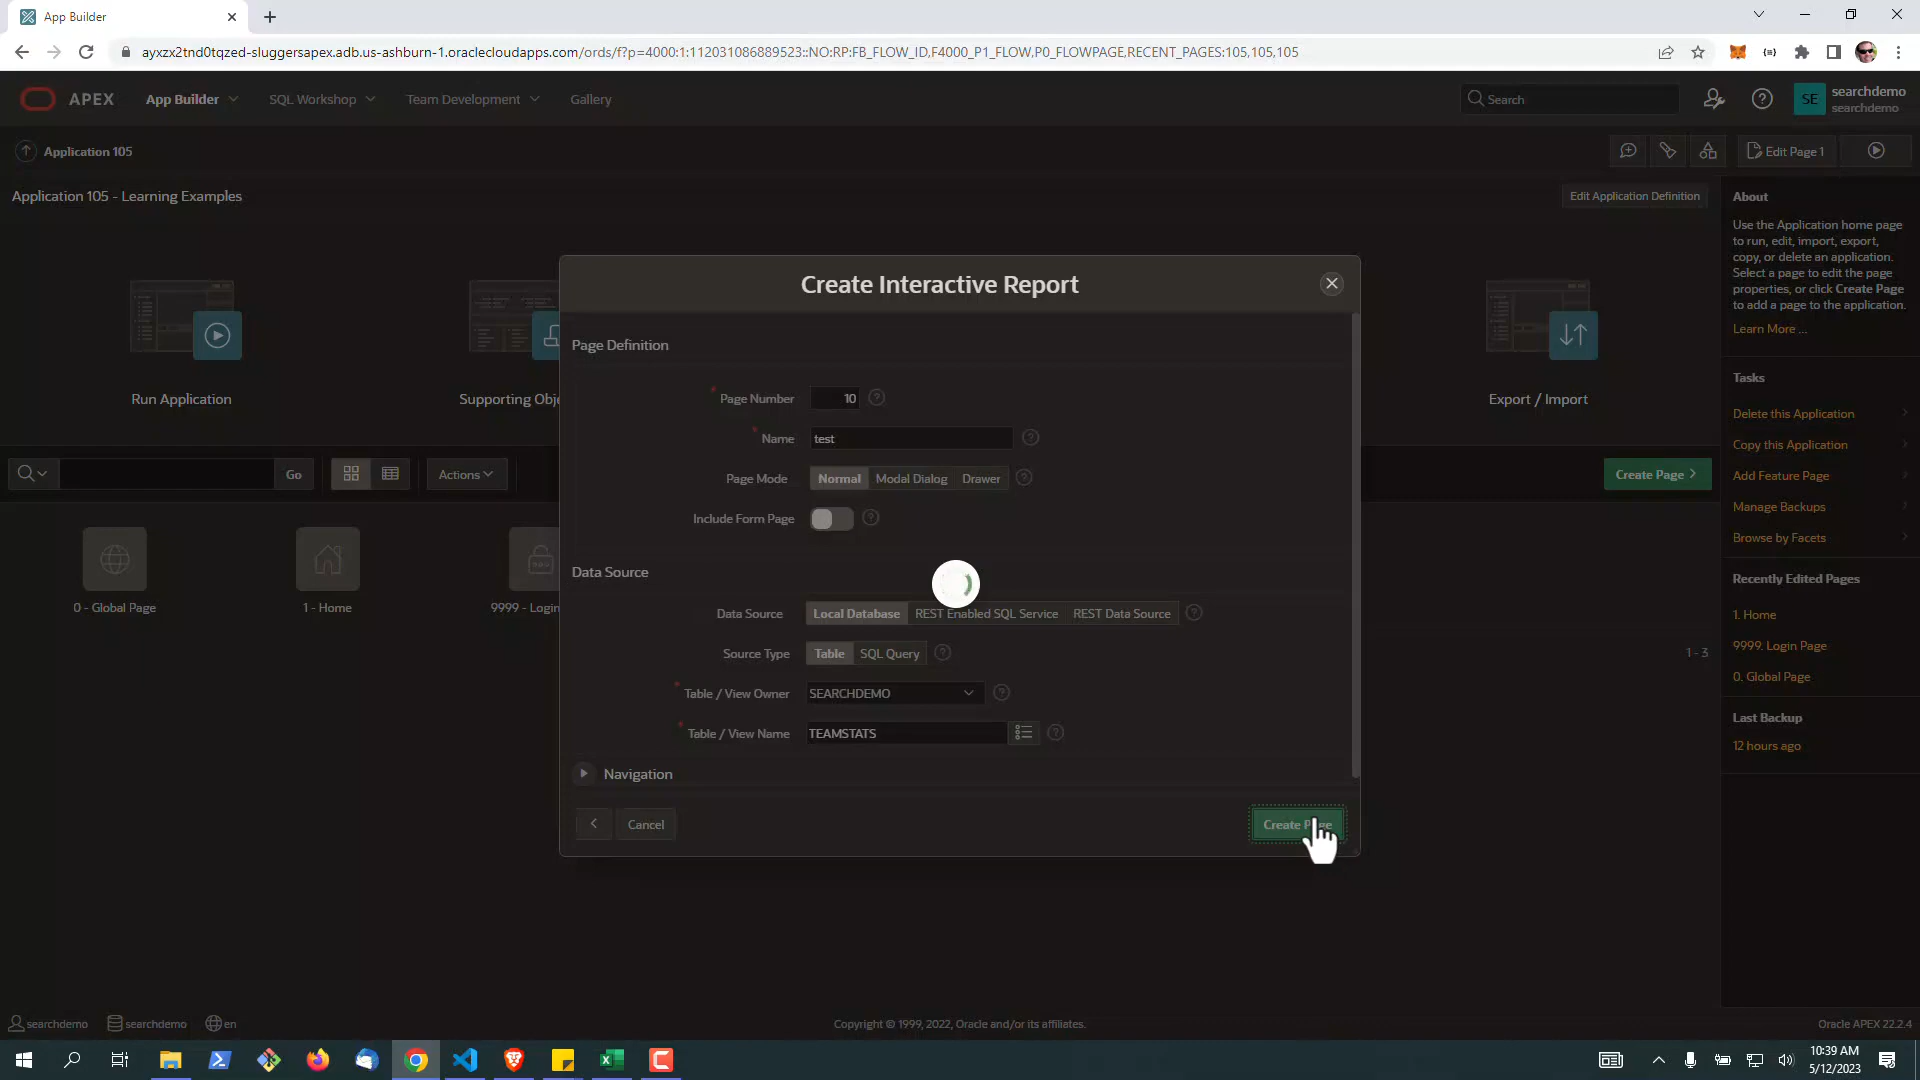 App Builder
ayxzx2tnd0tqzed-sluggersapex.adb.us-ashburn-1.oraclecloudapps.com/ords/f?p=4000:1:112031086889523::NO:RP:FB_FLOW_ID,F4000_P1_FLOW,P0_FLOWPAGE,RECENT_PAGES:105,105,105
APEX App Builder SQL Workshop Team Development Gallery Search SE searchdemo
searchdemo
Application 105 Edit Page 1
Application 105 - Learning Examples Edit Application Definition
About
Use the Application home page
to run, edit, import, export,
copy, or delete an application.
Select a page to edit the page
properties, or click Create Page
to add a page to the application.
Learn More ...
Create Interactive Report
Page Definition
Page Number 10
Name test
Page Mode Normal Modal Dialog Drawer
Include Form Page
Data Source
Data Source Local Database REST Enabled SQL Service REST Data Source
Source Type Table SQL Query
Table / View Owner SEARCHDEMO
Table / View Name TEAMSTATS
Navigation
Cancel Create Page
Run Application Supporting Obje Export / Import
Go Actions Create Page
0 - Global Page 1 - Home 9999 - Login
1 - 3
Tasks
Delete this Application
Copy this Application
Add Feature Page
Manage Backups
Browse by Facets
Recently Edited Pages
1. Home
9999. Login Page
0. Global Page
Last Backup
12 hours ago
searchdemo searchdemo en Copyright © 1999, 2022, Oracle and/or its affiliates. Oracle APEX 22.2.4
10:39 AM
5/12/2023